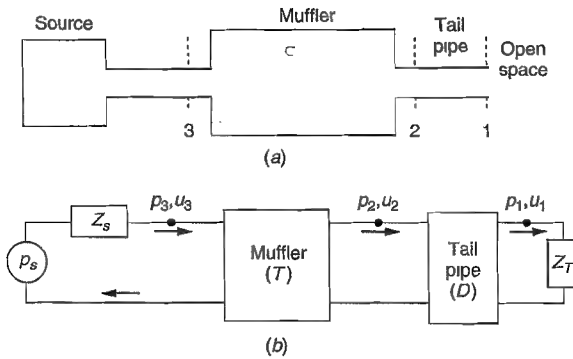 Source
Muffler
Tail
pipe
Open
space
3
2
1
(a)
p3,u3
p2,u2
p1,u1
Zs
ps
Muffler
(T)
Tail
pipe
(D)
ZT
(b)